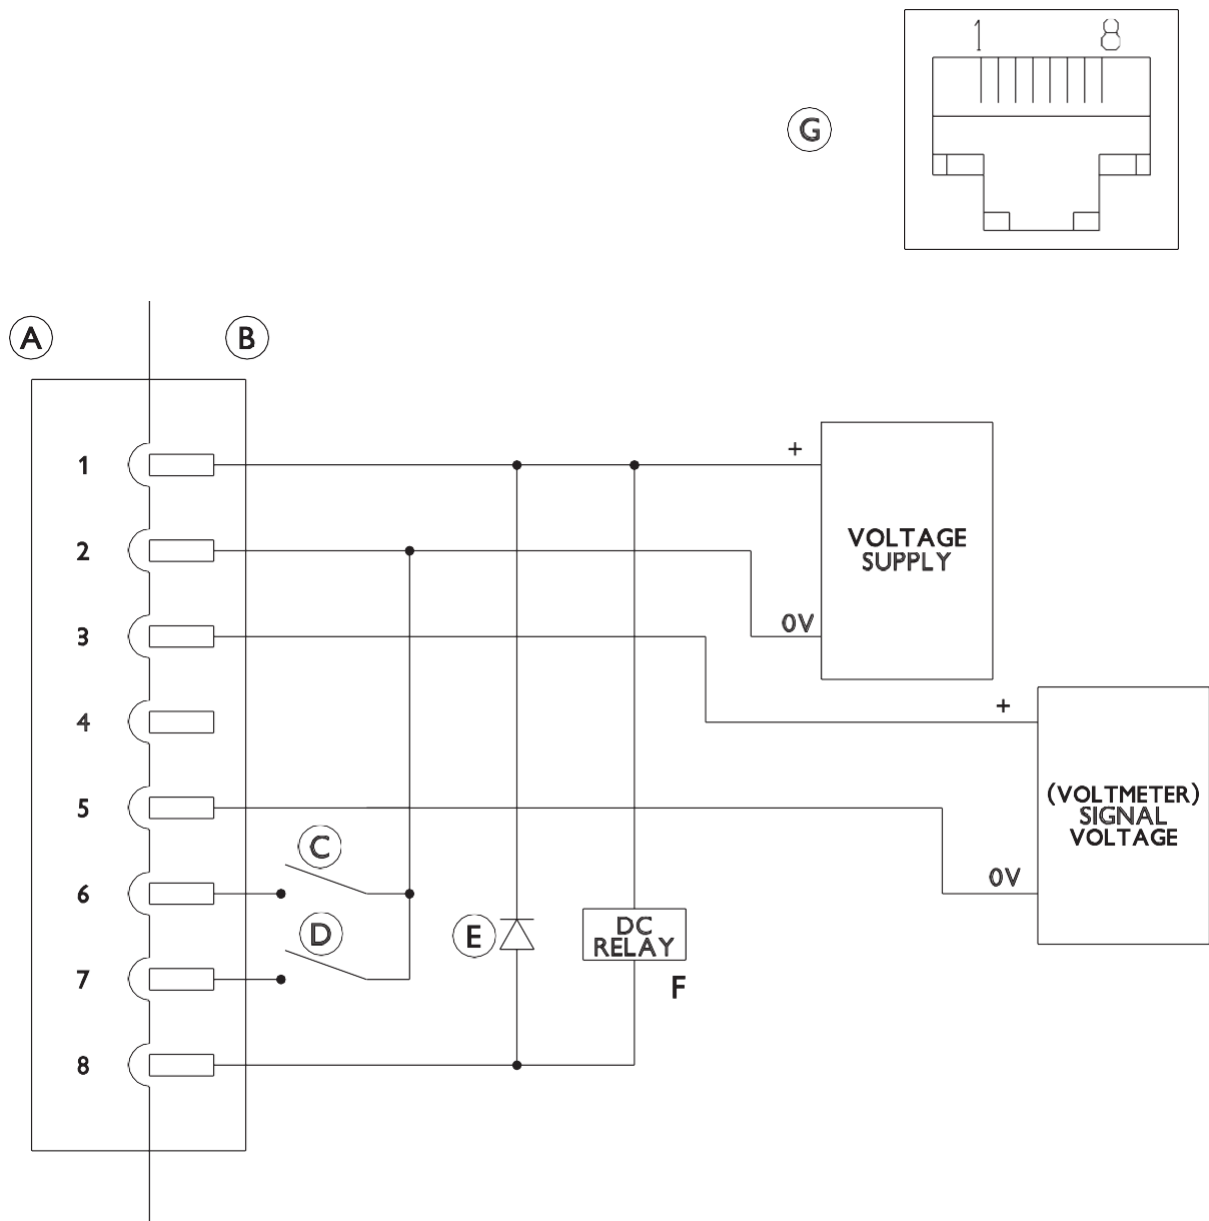 1 8
G
A B
1 +
VOLTAGE
SUPPLY
2
3 0V
4 +
(VOLTMETER)
SIGNAL
VOLTAGE
5
C
6 0V
D
E
DC
RELAY
7
F
8